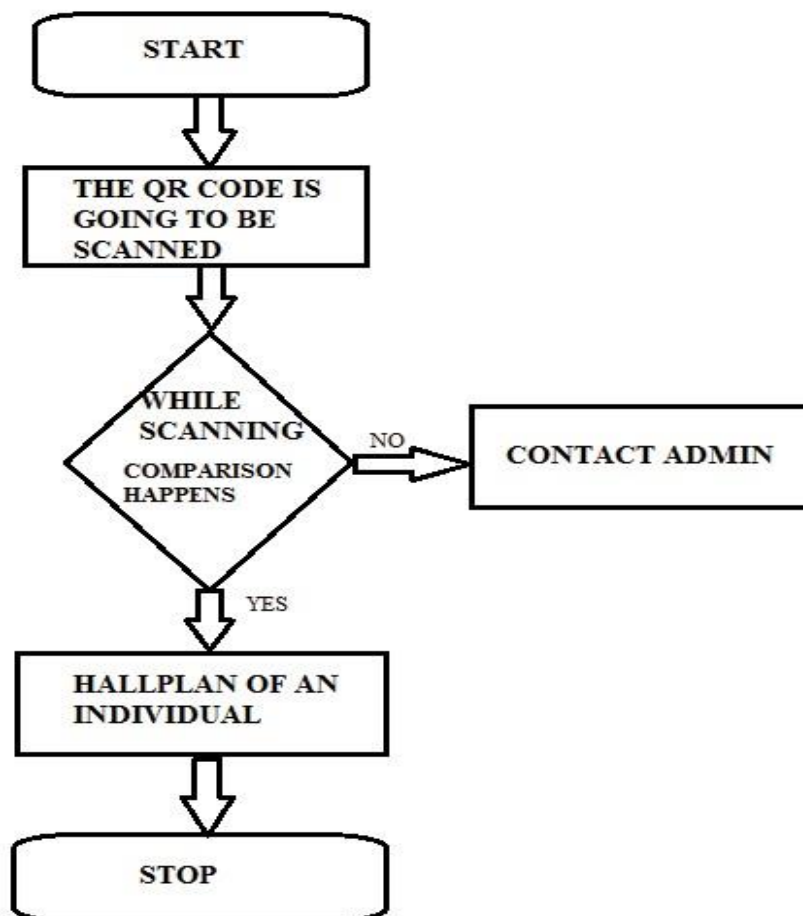 START
THE QR CODE IS
GOING TO BE
SCANNED
WHILE
SCANNING
COMPARISON
HAPPENS
NO
CONTACT ADMIN
YES
HALLPLAN OF AN
INDIVIDUAL
STOP